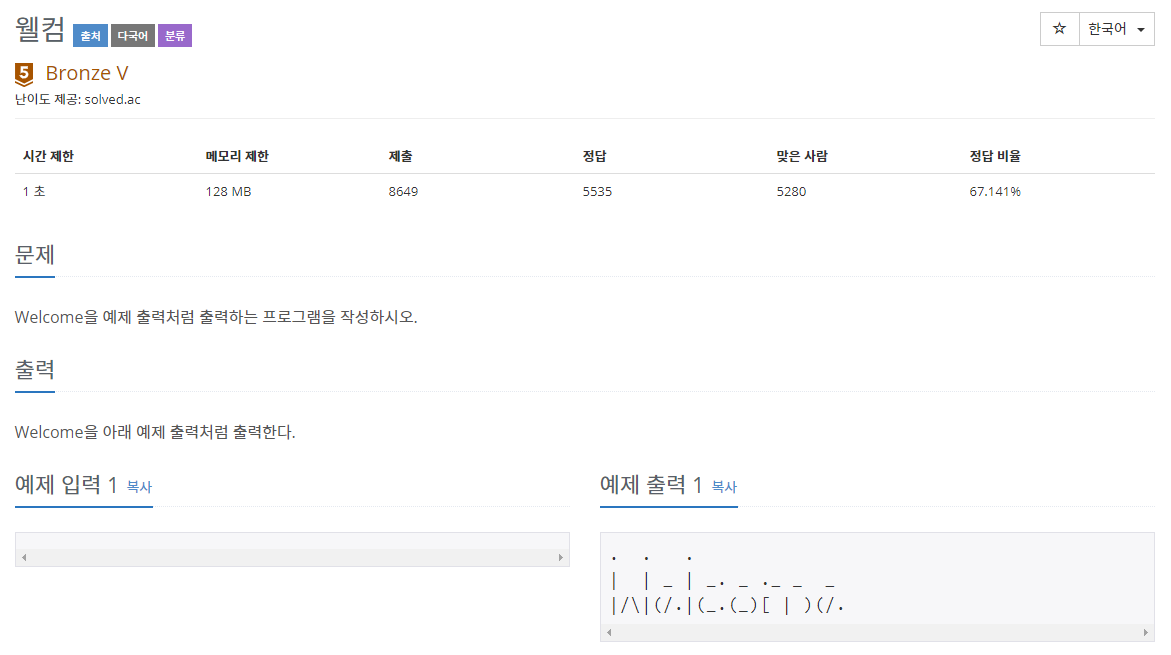 웰컴 출처 다국어 분류 ☆ 한국어
5 Bronze V
난이도 제공: solved.ac
시간 제한 메모리 제한 제출 정답 맞은 사람 정답 비율
1 초 128 MB 8649 5535 5280 67.141%
문제
Welcome을 예제 출력처럼 출력하는 프로그램을 작성하시오.
출력
Welcome을 아래 예제 출력처럼 출력한다.
예제 입력 1 복사
예제 출력 1 복사
.  .   .
|  | _ | _. _ ._ _  _
|/\|(/.|(_.(_)[ | )(/.